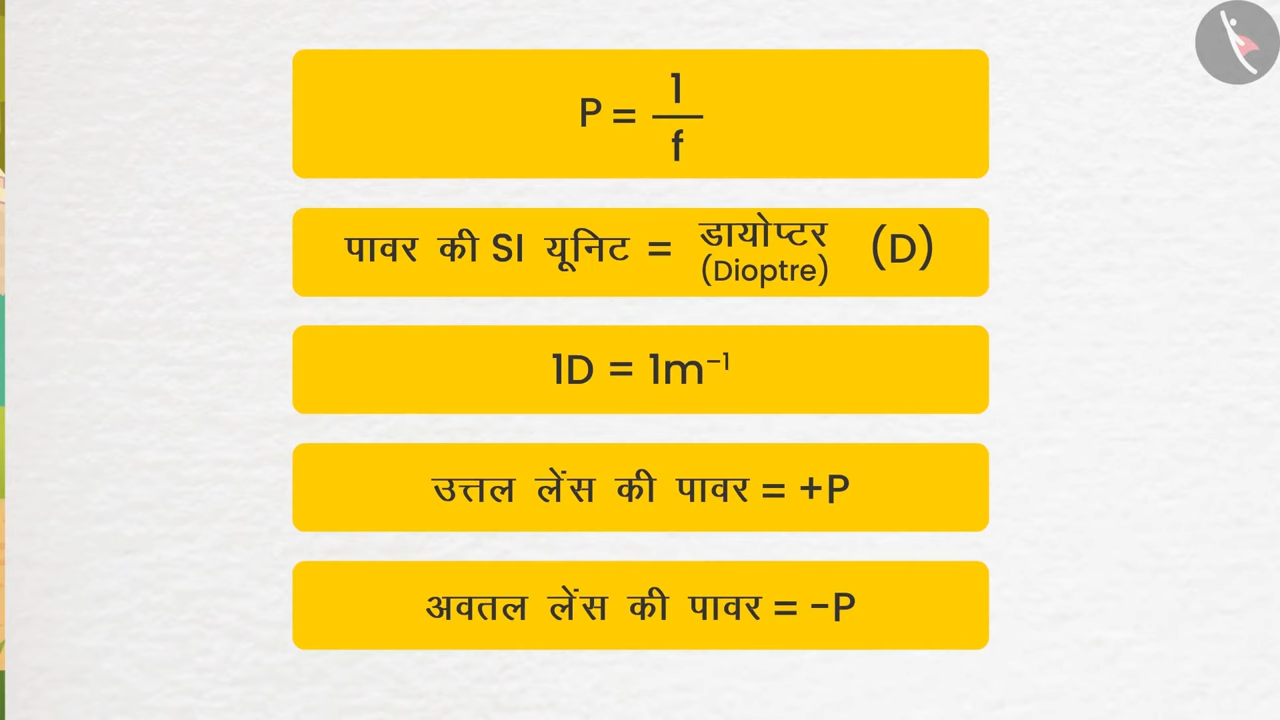 P = 1/f
पावर की SI यूनिट = डायोप्टर (D)
(Dioptre)
1D = 1m⁻¹
उत्तल लेंस की पावर = +P
अवतल लेंस की पावर = −P